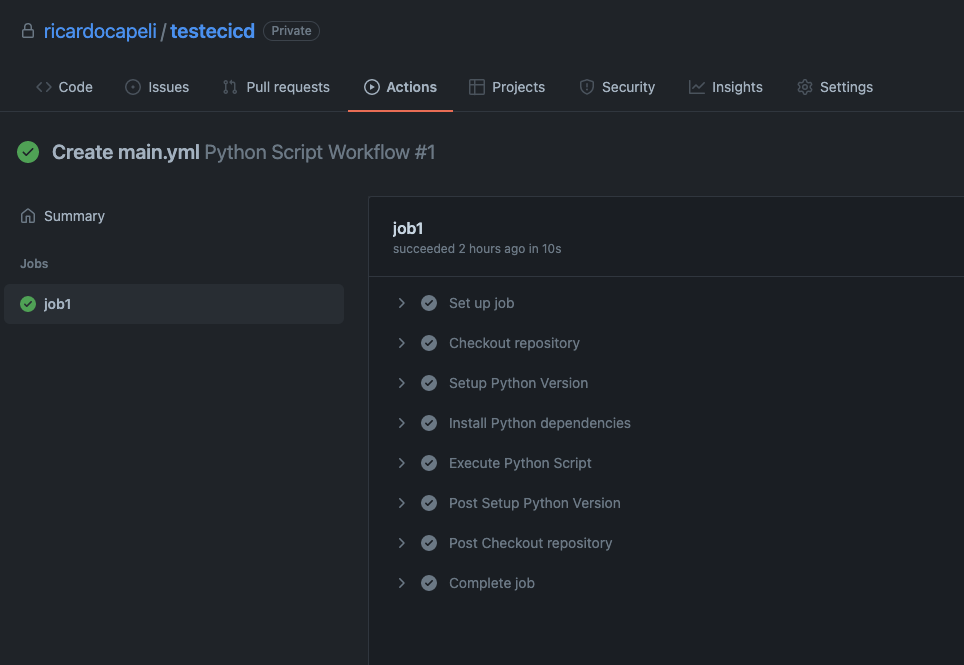 ricardocapeli / testecicd Private
Code Issues Pull requests Actions Projects Security Insights Settings
Create main.yml Python Script Workflow #1
Summary
Jobs
job1
job1
succeeded 2 hours ago in 10s
Set up job
Checkout repository
Setup Python Version
Install Python dependencies
Execute Python Script
Post Setup Python Version
Post Checkout repository
Complete job